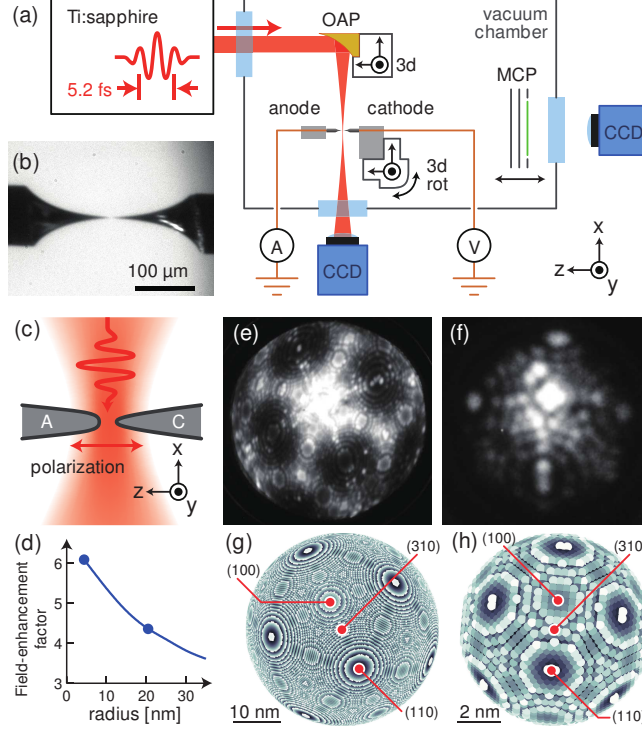 (a)
Ti:sapphire
5.2 fs
OAP
3d
vacuum
chamber
MCP
CCD
anode
cathode
3d
rot
A
V
CCD
x
z
y
(b)
100 µm
(c)
A
C
polarization
x
z
y
(d)
Field-enhancement
factor
6
5
4
3
0
10
20
30
radius [nm]
(e)
(f)
(g)
(100)
(310)
(110)
10 nm
(h)
(100)
(310)
(110)
2 nm